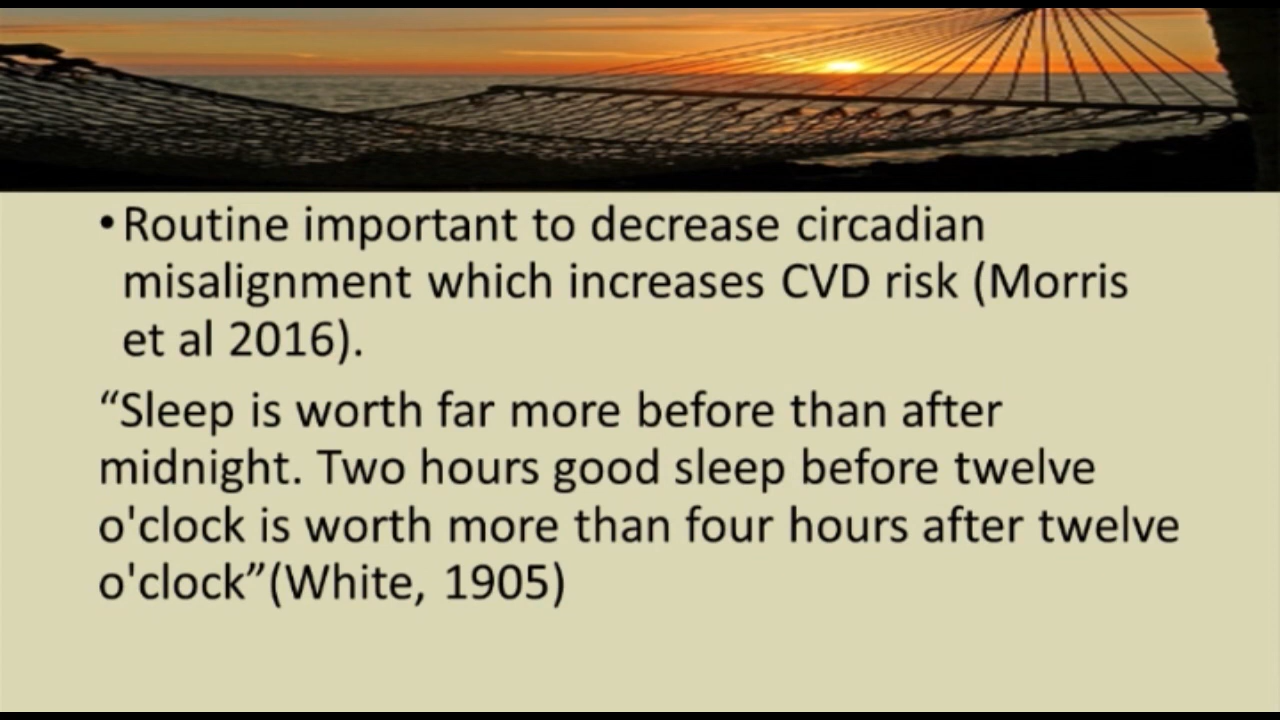 •Routine important to decrease circadian
misalignment which increases CVD risk (Morris
et al 2016).
“Sleep is worth far more before than after
midnight. Two hours good sleep before twelve
o'clock is worth more than four hours after twelve
o'clock”(White, 1905)